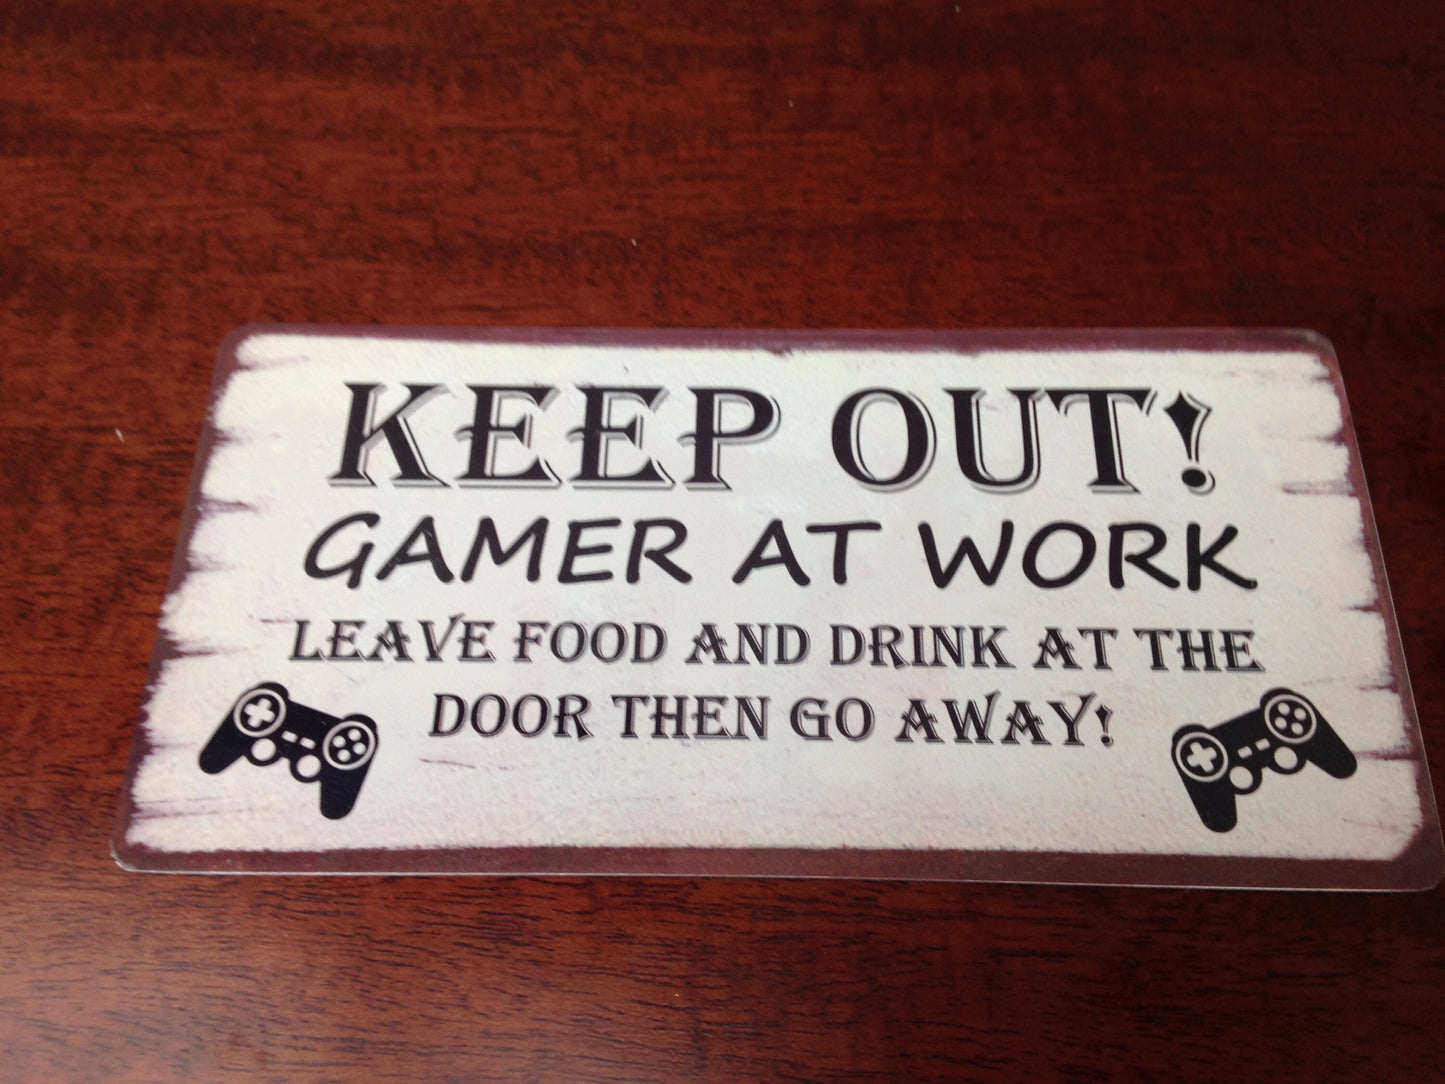 KEEP OUT!
GAMER AT WORK
LEAVE FOOD AND DRINK AT THE
DOOR THEN GO AWAY!